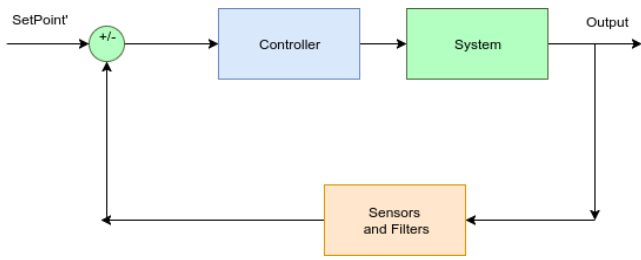 SetPoint'
+/-
Controller
System
Output
Sensors
and Filters